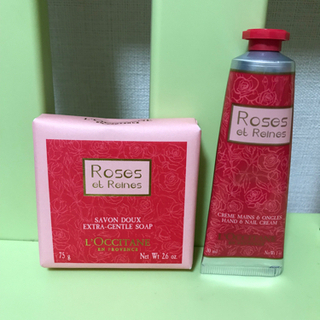 Roses
et Reines
SAVON DOUX
EXTRA-GENTLE SOAP
L'OCCITANE
EN PROVENCE
75 g Net Wt 2.6 oz.
Roses
et Reines
CRÈME MAINS & ONGLES
HAND & NAIL CREAM